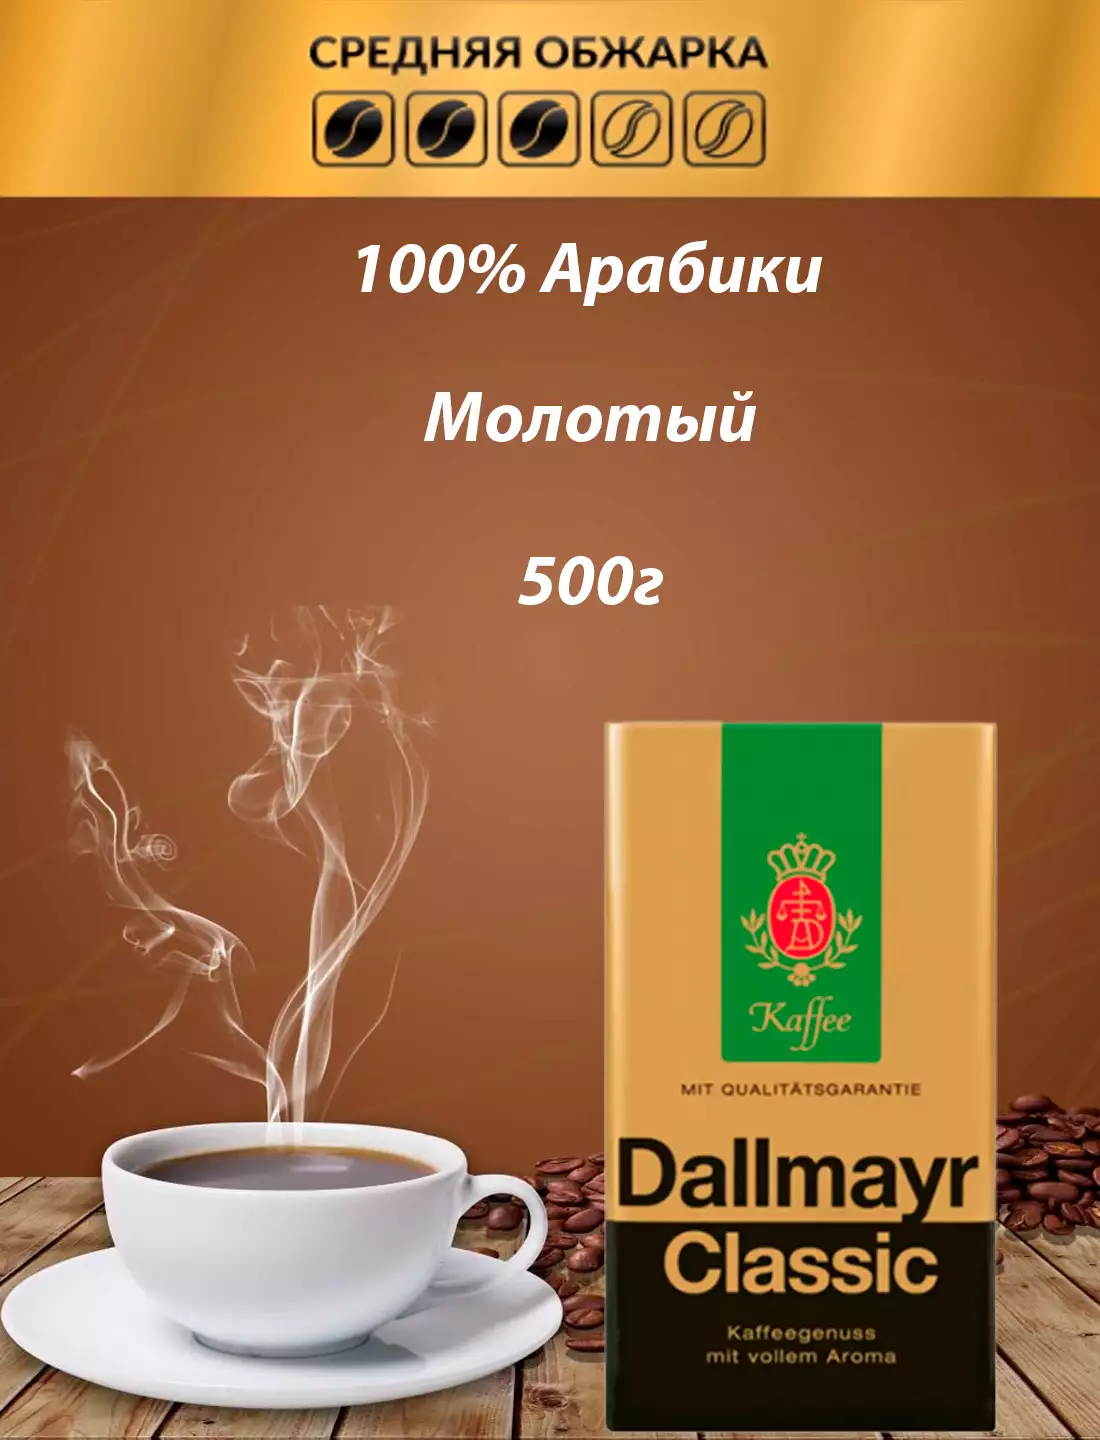 СРЕДНЯЯ ОБЖАРКА
100% Арабики
Молотый
500г
Kaffee
MIT QUALITÄTSGARANTIE
Dallmayr
Classic
Kaffeegenuss
mit vollem Aroma